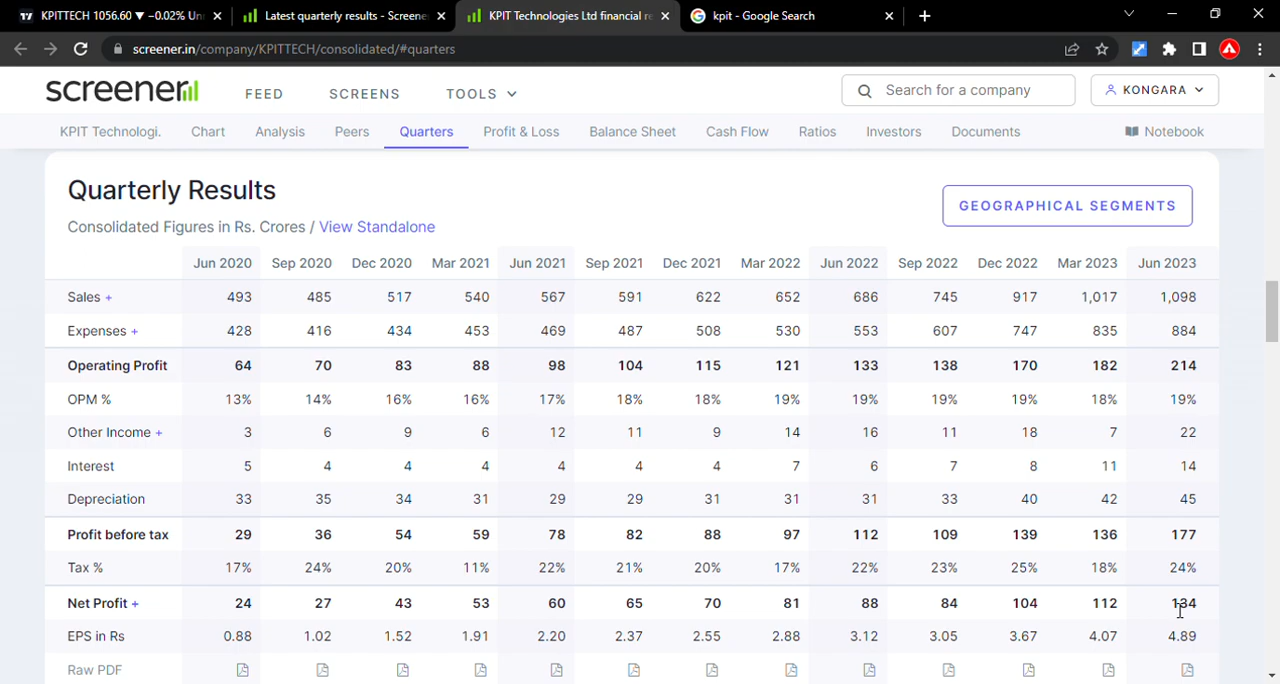 KPITTECH 1056.60 ▼ −0.02% Un
Latest quarterly results - Screene
KPIT Technologies Ltd financial re
kpit - Google Search
screener.in/company/KPITTECH/consolidated/#quarters
screener
FEED SCREENS TOOLS
Search for a company
KONGARA
KPIT Technologi. Chart Analysis Peers Quarters Profit & Loss Balance Sheet Cash Flow Ratios Investors Documents Notebook
Quarterly Results
GEOGRAPHICAL SEGMENTS
Consolidated Figures in Rs. Crores / View Standalone
Jun 2020 Sep 2020 Dec 2020 Mar 2021 Jun 2021 Sep 2021 Dec 2021 Mar 2022 Jun 2022 Sep 2022 Dec 2022 Mar 2023 Jun 2023
Sales + 493 485 517 540 567 591 622 652 686 745 917 1,017 1,098
Expenses + 428 416 434 453 469 487 508 530 553 607 747 835 884
Operating Profit 64 70 83 88 98 104 115 121 133 138 170 182 214
OPM % 13% 14% 16% 16% 17% 18% 18% 19% 19% 19% 19% 18% 19%
Other Income + 3 6 9 6 12 11 9 14 16 11 18 7 22
Interest 5 4 4 4 4 4 4 7 6 7 8 11 14
Depreciation 33 35 34 31 29 29 31 31 31 33 40 42 45
Profit before tax 29 36 54 59 78 82 88 97 112 109 139 136 177
Tax % 17% 24% 20% 11% 22% 21% 20% 17% 22% 23% 25% 18% 24%
Net Profit + 24 27 43 53 60 65 70 81 88 84 104 112 134
EPS in Rs 0.88 1.02 1.52 1.91 2.20 2.37 2.55 2.88 3.12 3.05 3.67 4.07 4.89
Raw PDF